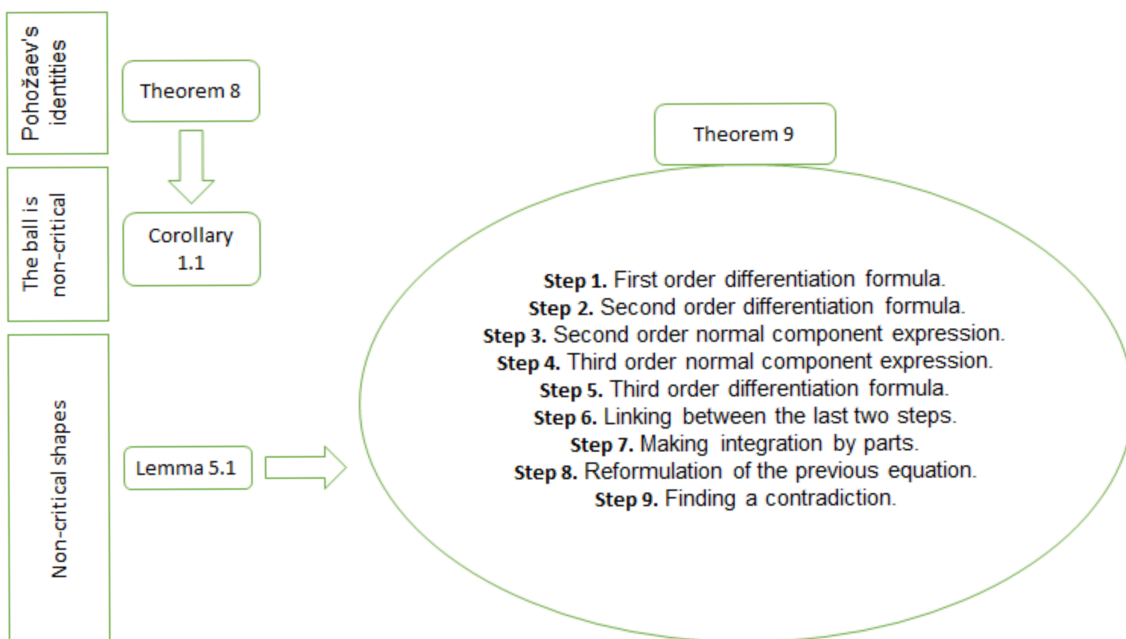 Pohožaev's
identities
Theorem 8
The ball is
non-critical
Corollary
1.1
Non-critical shapes
Lemma 5.1
Theorem 9
Step 1. First order differentiation formula.
Step 2. Second order differentiation formula.
Step 3. Second order normal component expression.
Step 4. Third order normal component expression.
Step 5. Third order differentiation formula.
Step 6. Linking between the last two steps.
Step 7. Making integration by parts.
Step 8. Reformulation of the previous equation.
Step 9. Finding a contradiction.